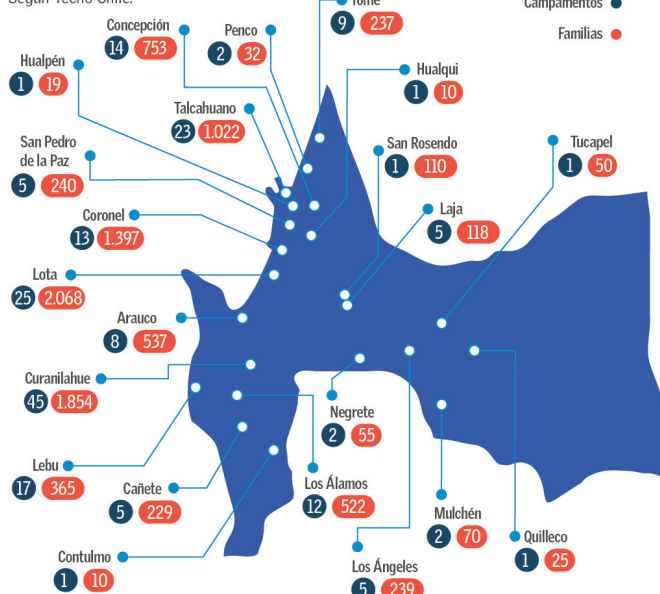 Según Techo Chile.
Campamentos
Familias
Tomé
9 237
Concepción
14 753
Penco
2 32
Hualpén
1 19
Hualqui
1 10
Talcahuano
23 1.022
San Rosendo
1 110
Tucapel
1 50
San Pedro
de la Paz
5 240
Laja
5 118
Coronel
13 1.397
Lota
25 2.068
Arauco
8 537
Curanilahue
45 1.854
Negrete
2 55
Lebu
17 365
Cañete
5 229
Los Álamos
12 522
Mulchén
2 70
Quilleco
1 25
Contulmo
1 10
Los Ángeles
5 239